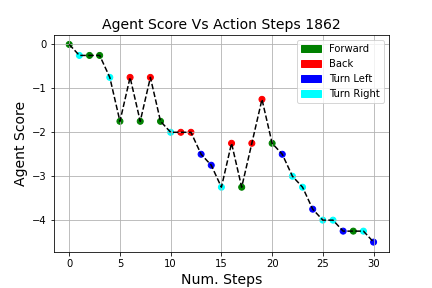 Agent Score Vs Action Steps 1862
Forward
Back
Turn Left
Turn Right
Agent Score
0
−1
−2
−3
−4
0 5 10 15 20 25 30
Num. Steps